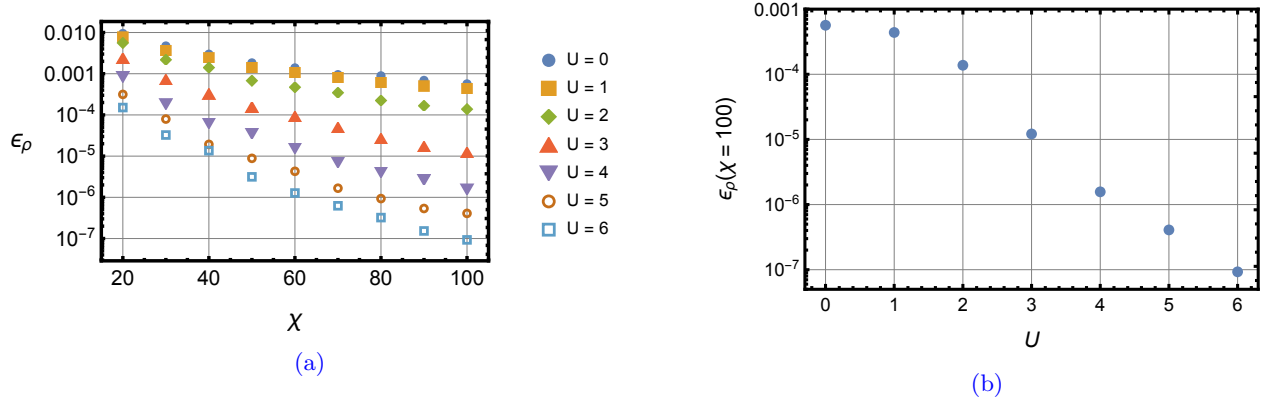 0.010
0.001
10⁻⁴
10⁻⁵
10⁻⁶
10⁻⁷
ϵρ
20 40 60 80 100
χ
U = 0
U = 1
U = 2
U = 3
U = 4
U = 5
U = 6
(a)
0.001
10⁻⁴
10⁻⁵
10⁻⁶
10⁻⁷
ϵρ(χ = 100)
0 1 2 3 4 5 6
U
(b)